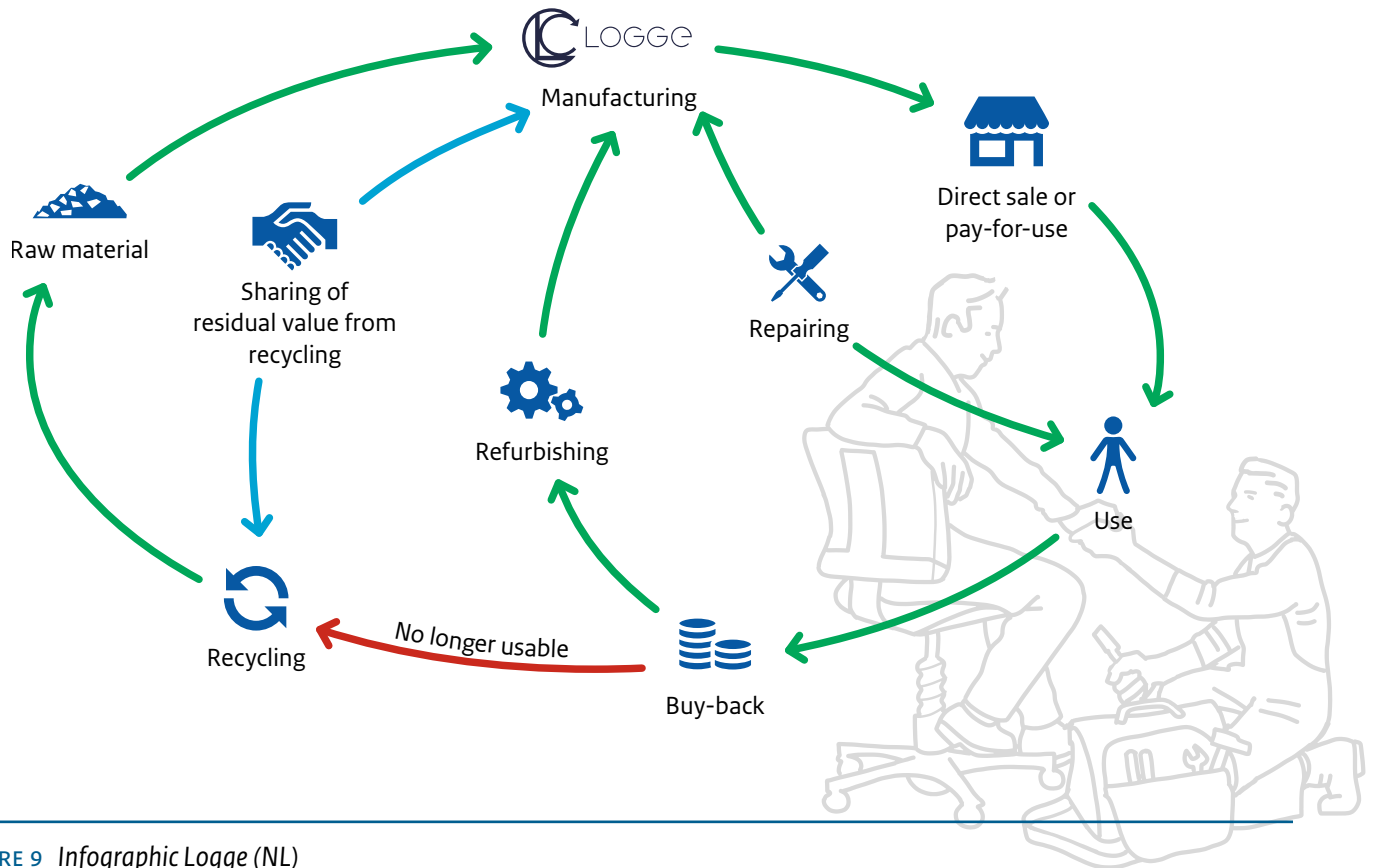 LOGGE
Manufacturing
Direct sale or
pay-for-use
Raw material
Sharing of
residual value from
recycling
Repairing
Refurbishing
Use
No longer usable
Recycling
Buy-back
RE 9 Infographic Logge (NL)